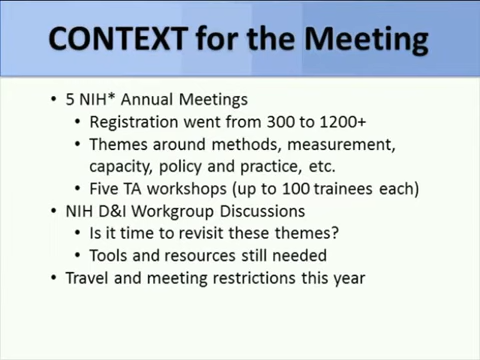 CONTEXT for the Meeting
• 5 NIH* Annual Meetings
• Registration went from 300 to 1200+
• Themes around methods, measurement,
capacity, policy and practice, etc.
• Five TA workshops (up to 100 trainees each)
• NIH D&I Workgroup Discussions
• Is it time to revisit these themes?
• Tools and resources still needed
• Travel and meeting restrictions this year